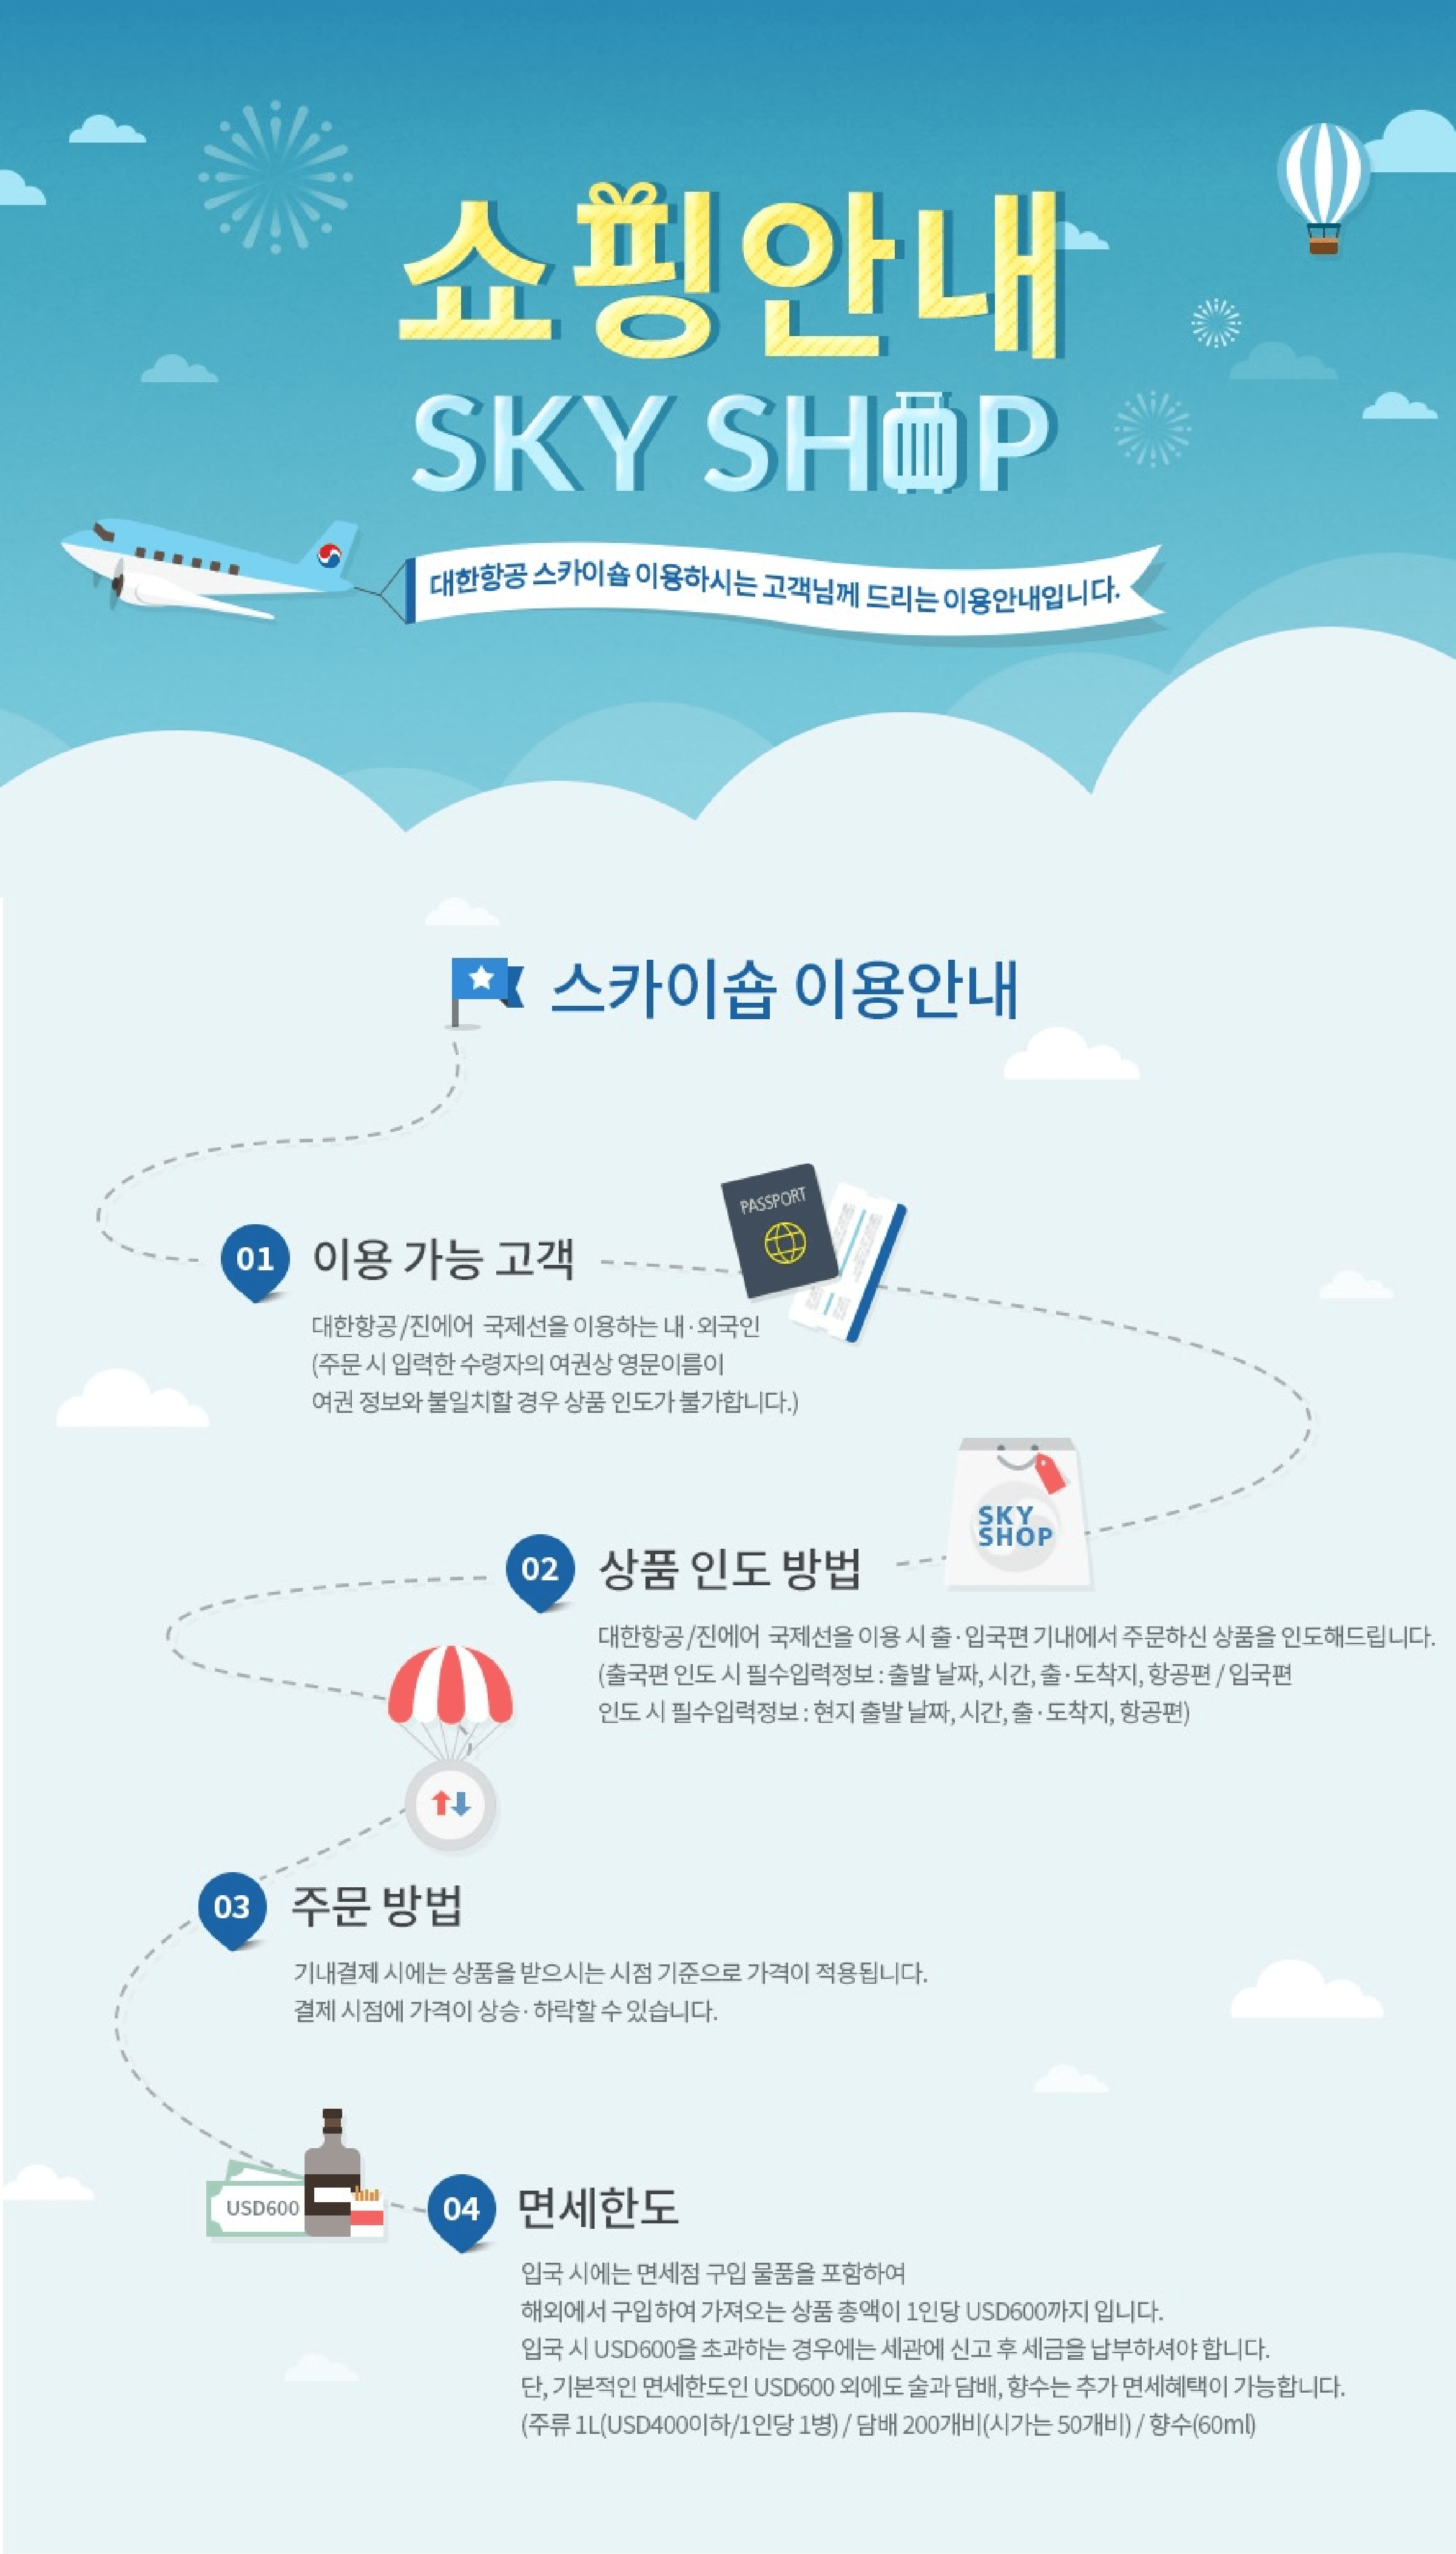 쇼핑안내
SKY SHOP
대한항공 스카이숍 이용하시는 고객님께 드리는 이용안내입니다.
스카이숍 이용안내
PASSPORT
01 이용 가능 고객
대한항공/진에어 국제선을 이용하는 내·외국인
(주문 시 입력한 수령자의 여권상 영문이름이
여권 정보와 불일치할 경우 상품 인도가 불가합니다.)
SKY
SHOP
02 상품 인도 방법
대한항공/진에어 국제선을 이용 시 출·입국편 기내에서 주문하신 상품을 인도해드립니다.
(출국편 인도 시 필수입력정보 : 출발 날짜, 시간, 출·도착지, 항공편 / 입국편
인도 시 필수입력정보 : 현지 출발 날짜, 시간, 출·도착지, 항공편)
03 주문 방법
기내결제 시에는 상품을 받으시는 시점 기준으로 가격이 적용됩니다.
결제 시점에 가격이 상승·하락할 수 있습니다.
USD600
04 면세한도
입국 시에는 면세점 구입 물품을 포함하여
해외에서 구입하여 가져오는 상품 총액이 1인당 USD600까지 입니다.
입국 시 USD600을 초과하는 경우에는 세관에 신고 후 세금을 납부하셔야 합니다.
단, 기본적인 면세한도인 USD600 외에도 술과 담배, 향수는 추가 면세혜택이 가능합니다.
(주류 1L(USD400이하/1인당 1병) / 담배 200개비(시가는 50개비) / 향수(60ml)